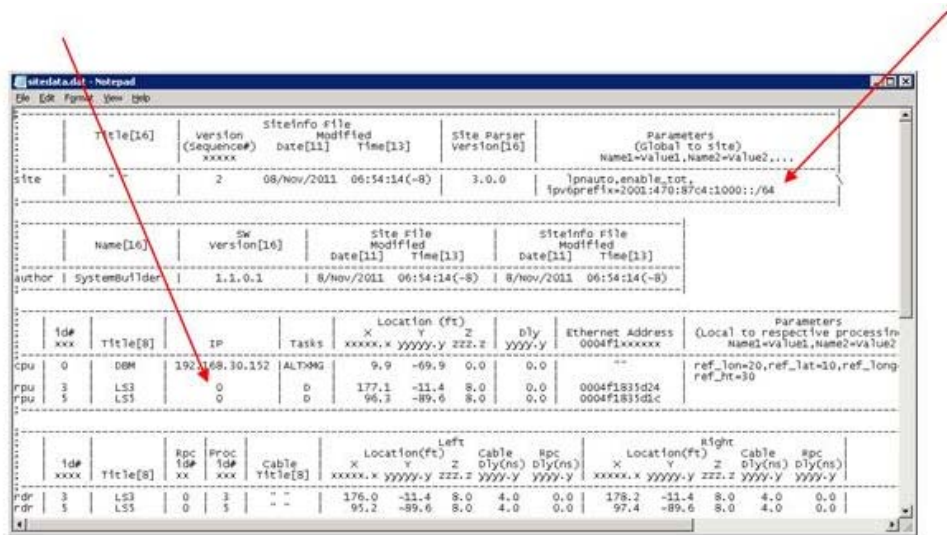 sitedata.dat - Notepad
File Edit Format View Help
Siteinfo File
Title[16] | Version | Modified | Site Parser | Parameters
(Sequence#) Date[11] Time[13] | Version[16] | (Global to site)
xxxxx | Name1=Value1,Name2=Value2,...
site | " " | 2 | 08/Nov/2011 06:54:14(-8) | 3.0.0 | lpnauto,enable_tot, \
ipv6prefix=2001:470:87c4:1000::/64
Name[16] | SW | Site File | Siteinfo File
Version[16] | Modified | Modified
Date[11] Time[13] | Date[11] Time[13]
author | SystemBuilder | 1.1.0.1 | 8/Nov/2011 06:54:14(-8) | 8/Nov/2011 06:54:14(-8)
Location (ft) | Parameters
id# | X Y Z | Dly | Ethernet Address | (Local to respective processin
xxx | Title[8] | IP | Tasks | xxxxx.x yyyyy.y zzz.z | yyyy.y | 0004f1xxxxxx | Name1=Value1,Name2=Value2
cpu | 0 | DBM | 192.168.30.152 | ALTXMG | 9.9 -69.9 0.0 | 0.0 | "" | ref_lon=20,ref_lat=10,ref_long-
ref_ht=30
rpu | 3 | LS3 | 0 | D | 177.1 -11.4 8.0 | 0.0 | 0004f1835d24
rpu | 5 | LS5 | 0 | D | 96.3 -89.6 8.0 | 0.0 | 0004f1835d1c
Left | Right
Rpc | Proc | Location(ft) Cable Rpc | Location(ft) Cable Rpc
id# | id# | id# | Cable | X Y Z Dly(ns) Dly(ns) | X Y Z Dly(ns) Dly(ns)
xxxx | Title[8] | xx | xxx | Title[8] | xxxxx.x yyyyy.y zzz.z yyyy.y yyyy.y | xxxxx.x yyyyy.y zzz.z yyyy.y yyyy.y
rdr | 3 | LS3 | 0 | 3 | " " | 176.0 -11.4 8.0 4.0 0.0 | 178.2 -11.4 8.0 4.0 0.0
rdr | 5 | LS5 | 0 | 5 | " " | 95.2 -89.6 8.0 4.0 0.0 | 97.4 -89.6 8.0 4.0 0.0